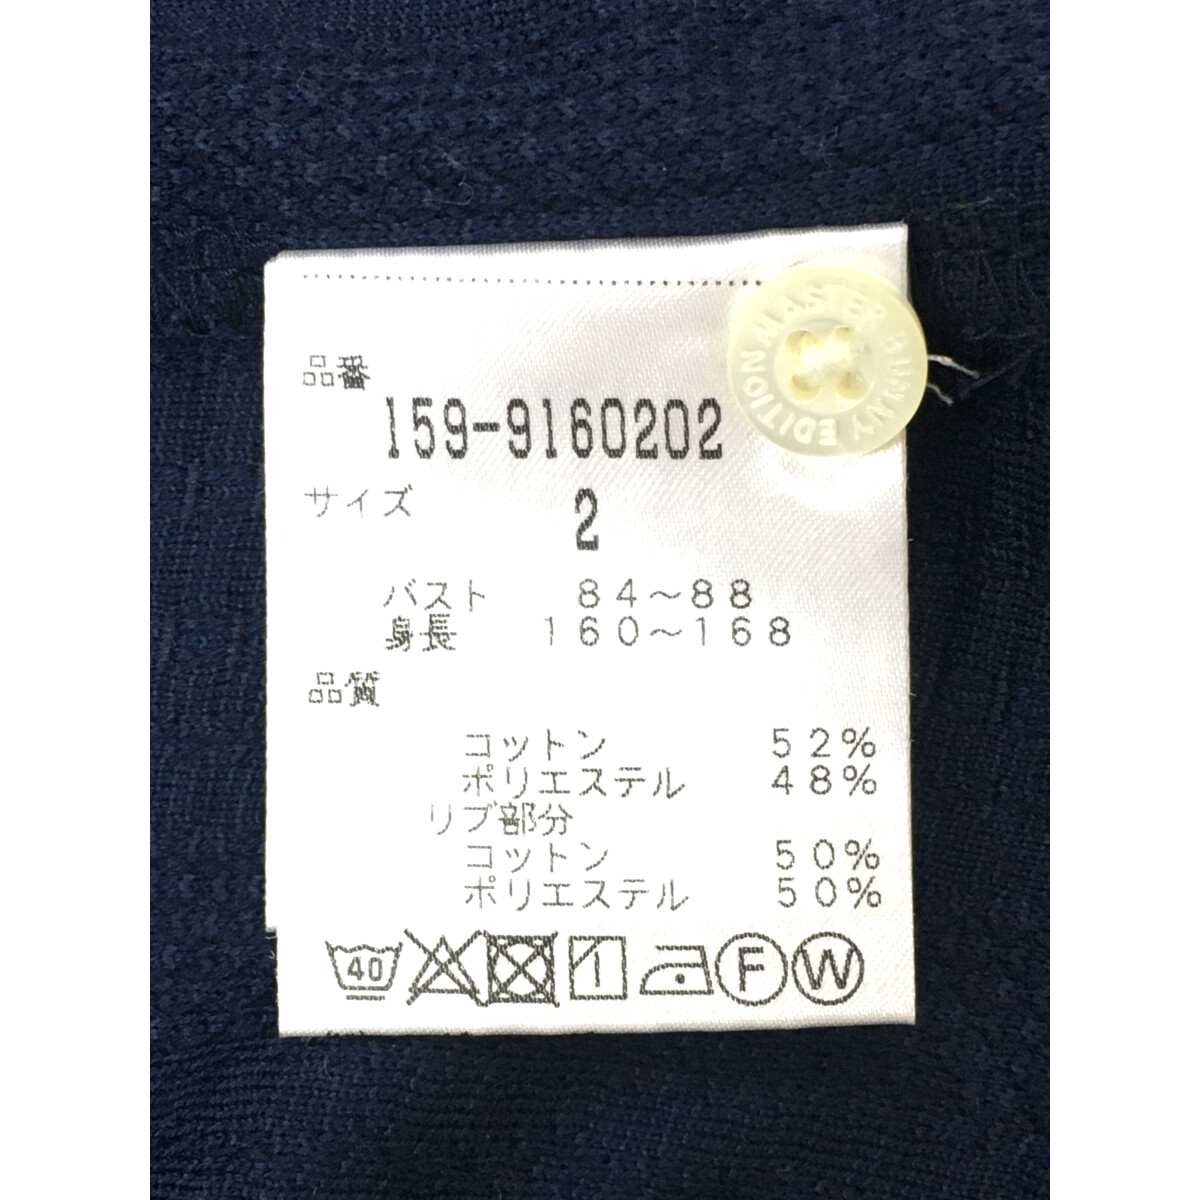 品番
159-9160202
サイズ
2
バスト 84～88
身長 160～168
品質
コットン 52%
ポリエステル 48%
リブ部分
コットン 50%
ポリエステル 50%
40 F W
MASTER BUNNY EDITION